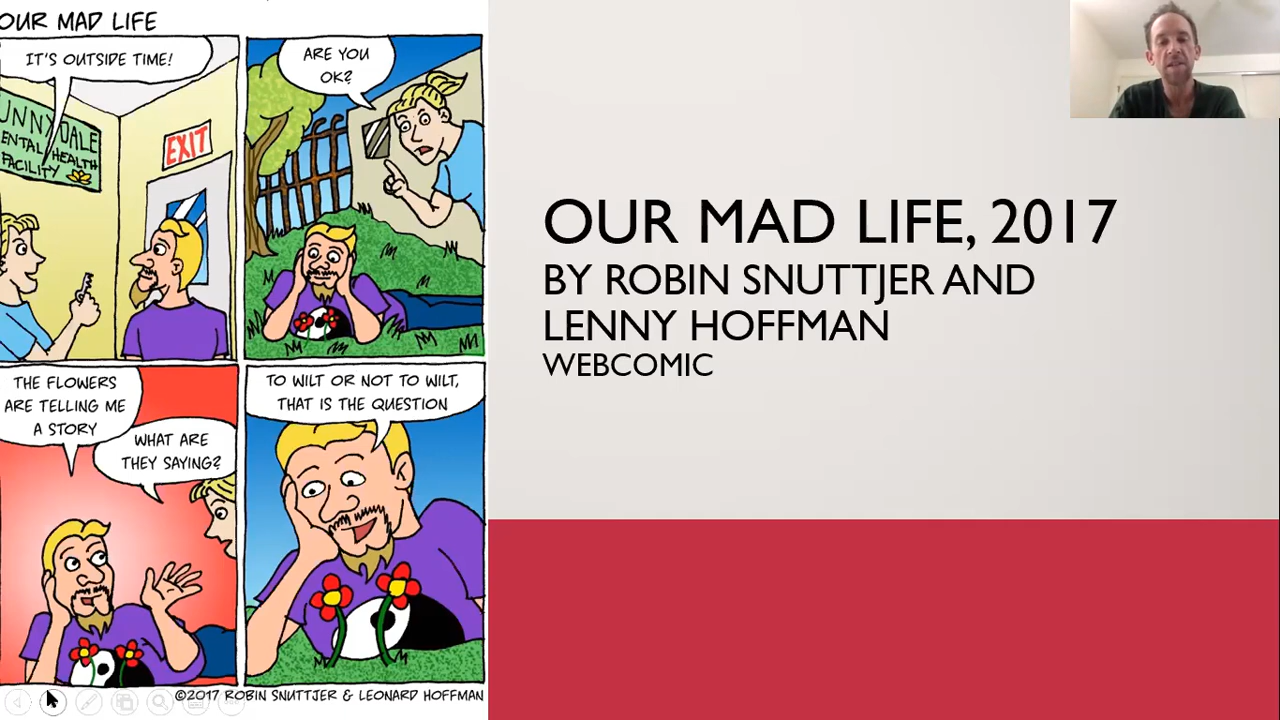 OUR MAD LIFE
IT'S OUTSIDE TIME!
UNNYDALE
ENTAL HEALTH
FACILITY
EXIT
ARE YOU
OK?
THE FLOWERS
ARE TELLING ME
A STORY
WHAT ARE
THEY SAYING?
TO WILT OR NOT TO WILT,
THAT IS THE QUESTION
©2017 ROBIN SNUTTJER & LEONARD HOFFMAN
OUR MAD LIFE, 2017
BY ROBIN SNUTTJER AND
LENNY HOFFMAN
WEBCOMIC